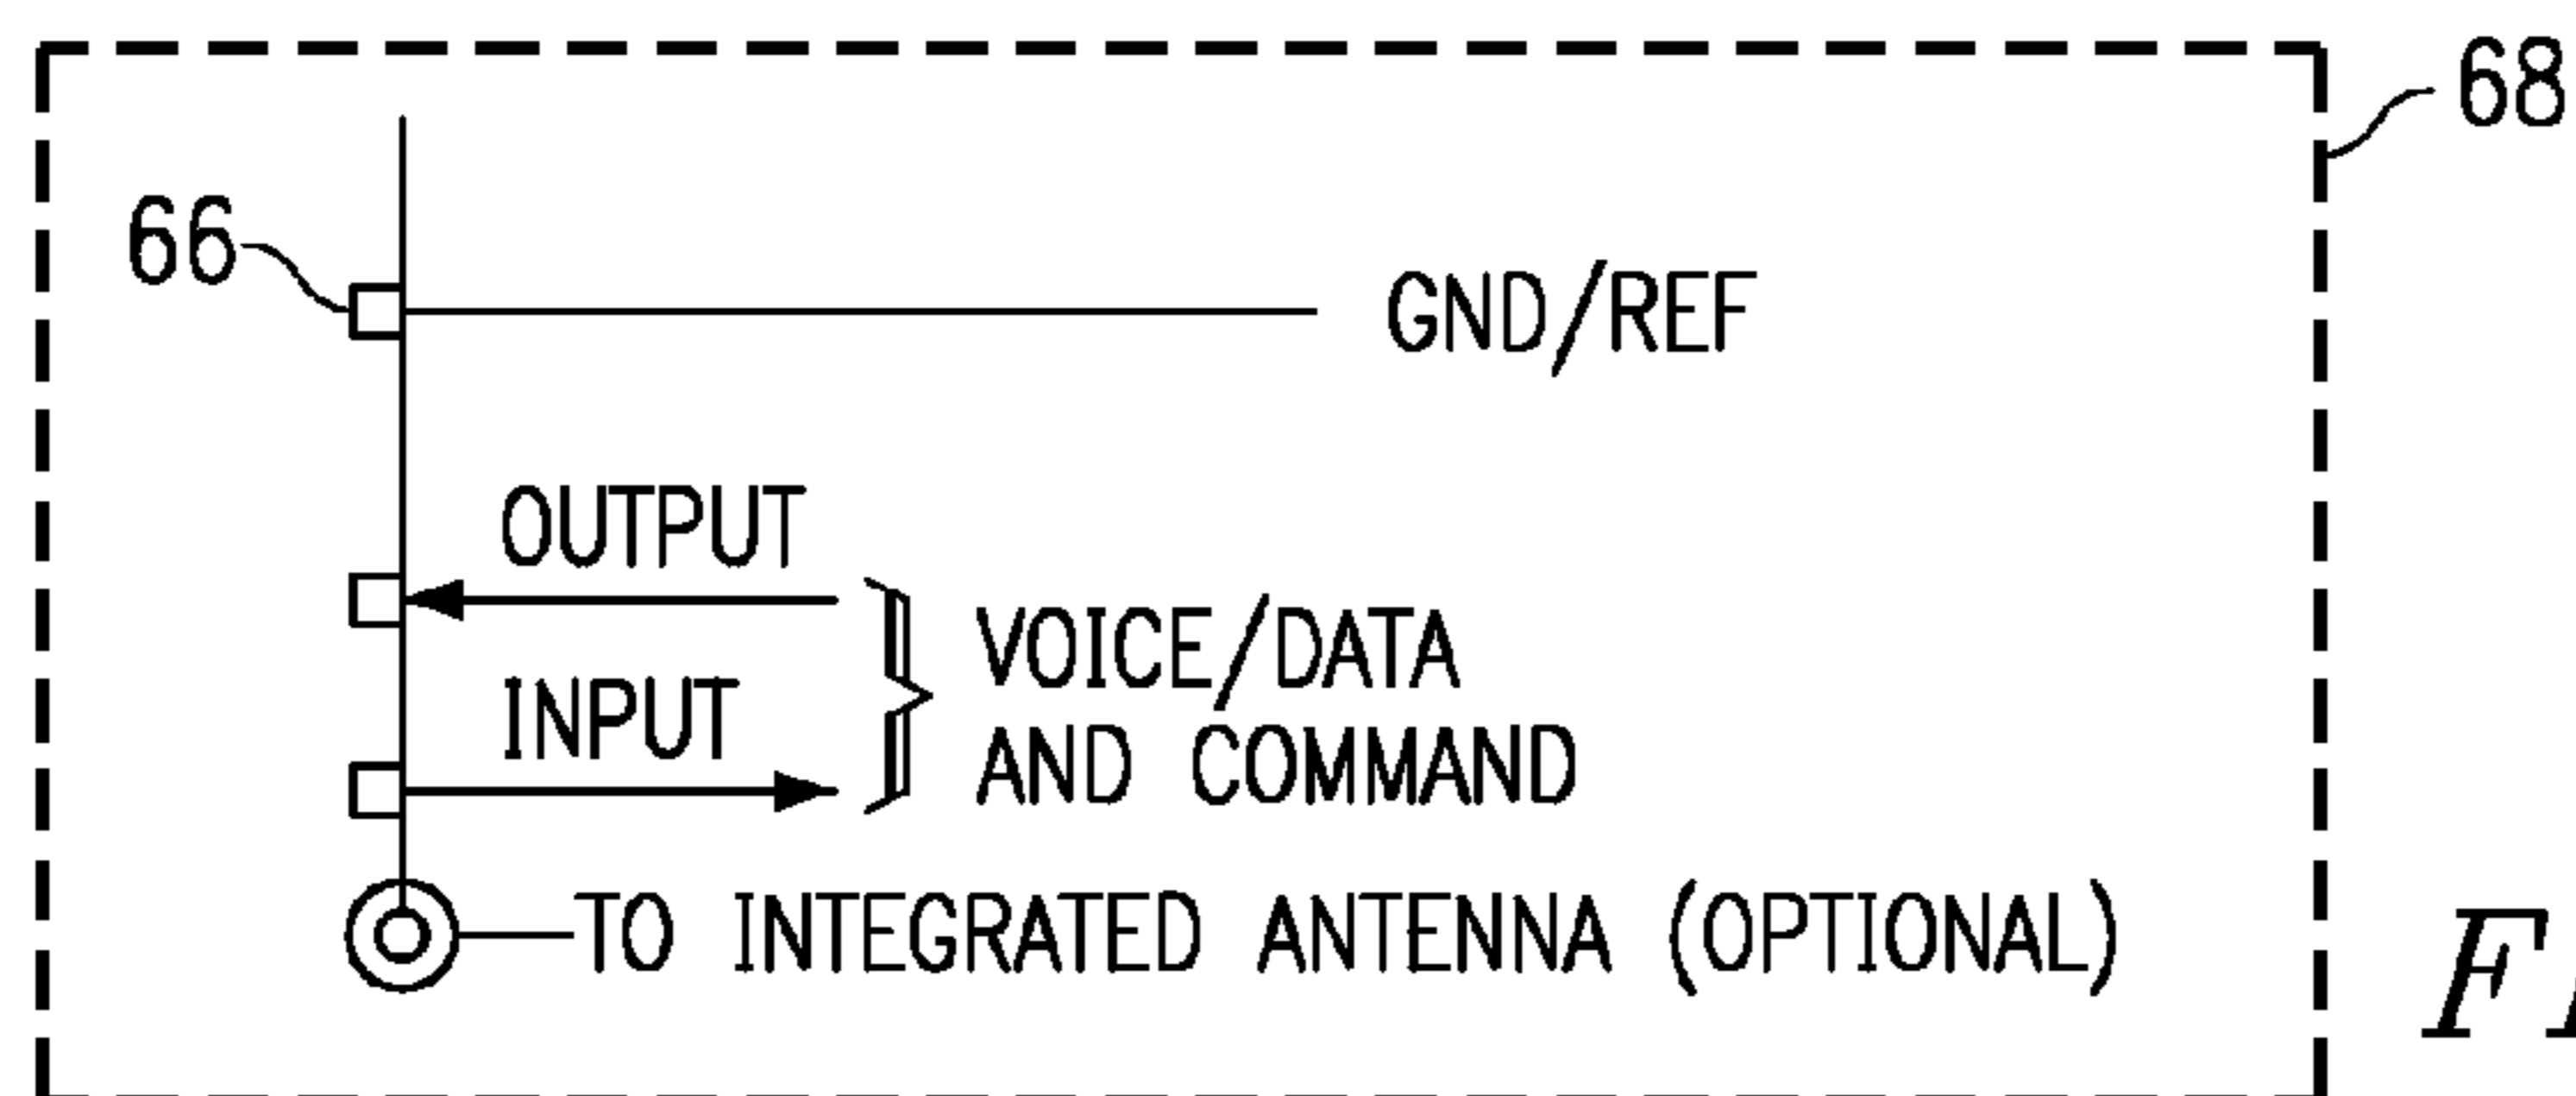 68
66
GND/REF
OUTPUT
VOICE/DATA
INPUT
AND COMMAND
TO INTEGRATED ANTENNA (OPTIONAL)